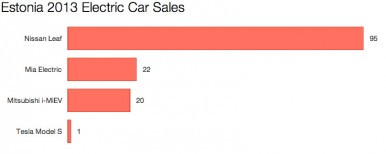 Estonia 2013 Electric Car Sales
Nissan Leaf 95
Mia Electric 22
Mitsubishi i-MIEV 20
Tesla Model S 1